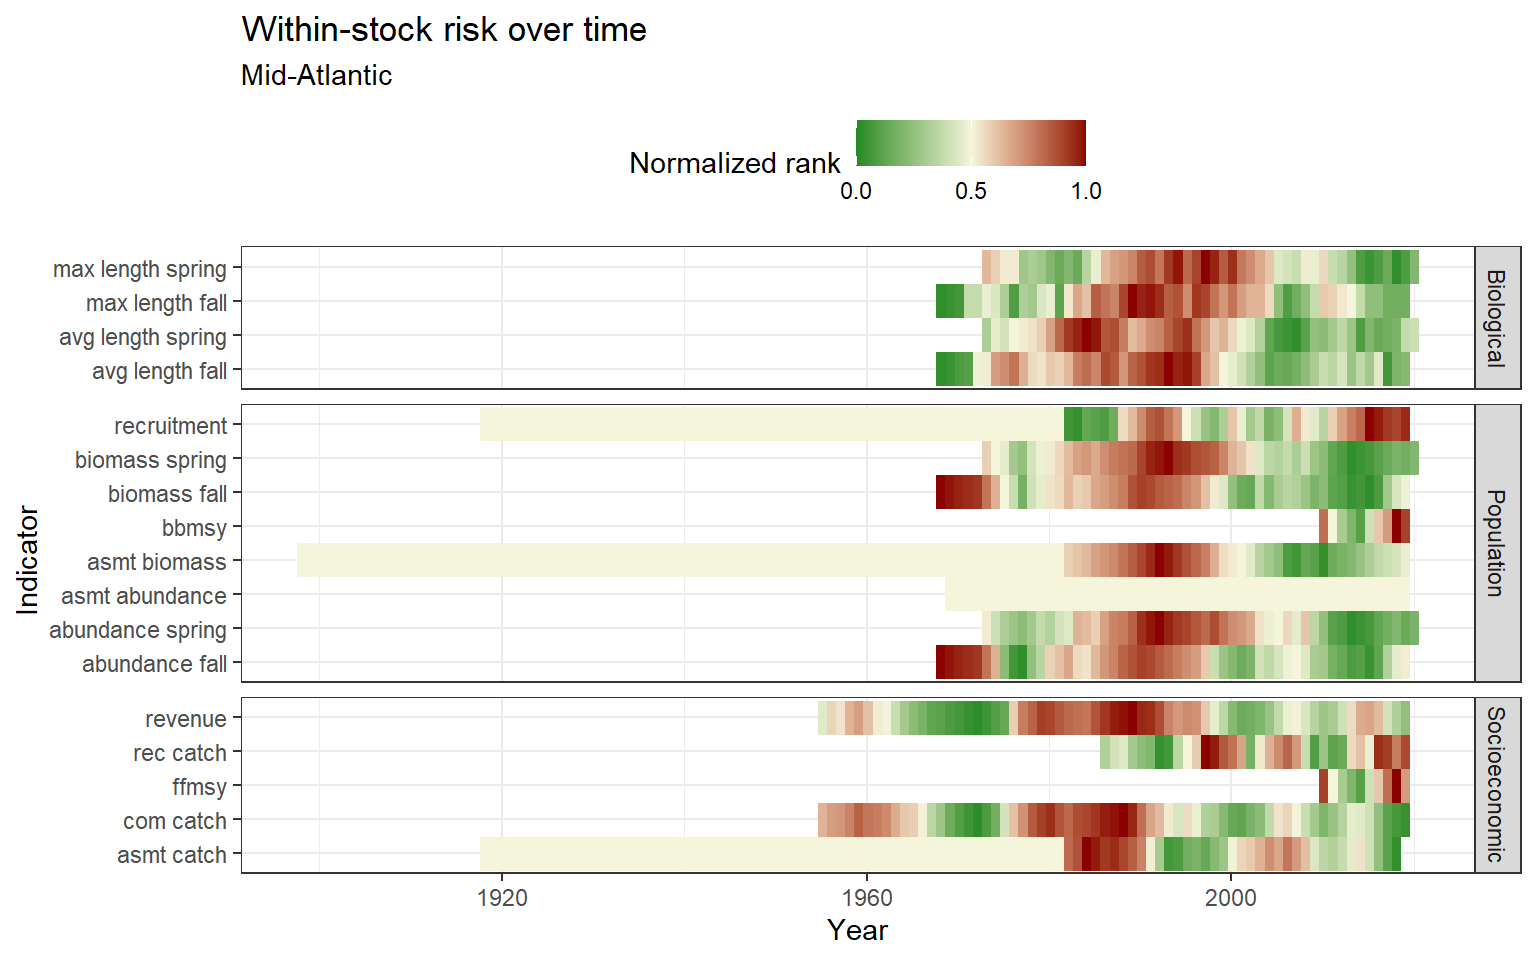 Within-stock risk over time
Mid-Atlantic
Normalized rank
0.0 0.5 1.0
max length spring
max length fall
avg length spring
avg length fall
Biological
recruitment
biomass spring
biomass fall
bbmsy
asmt biomass
asmt abundance
abundance spring
abundance fall
Population
revenue
rec catch
ffmsy
com catch
asmt catch
Socioeconomic
Indicator
1920 1960 2000
Year